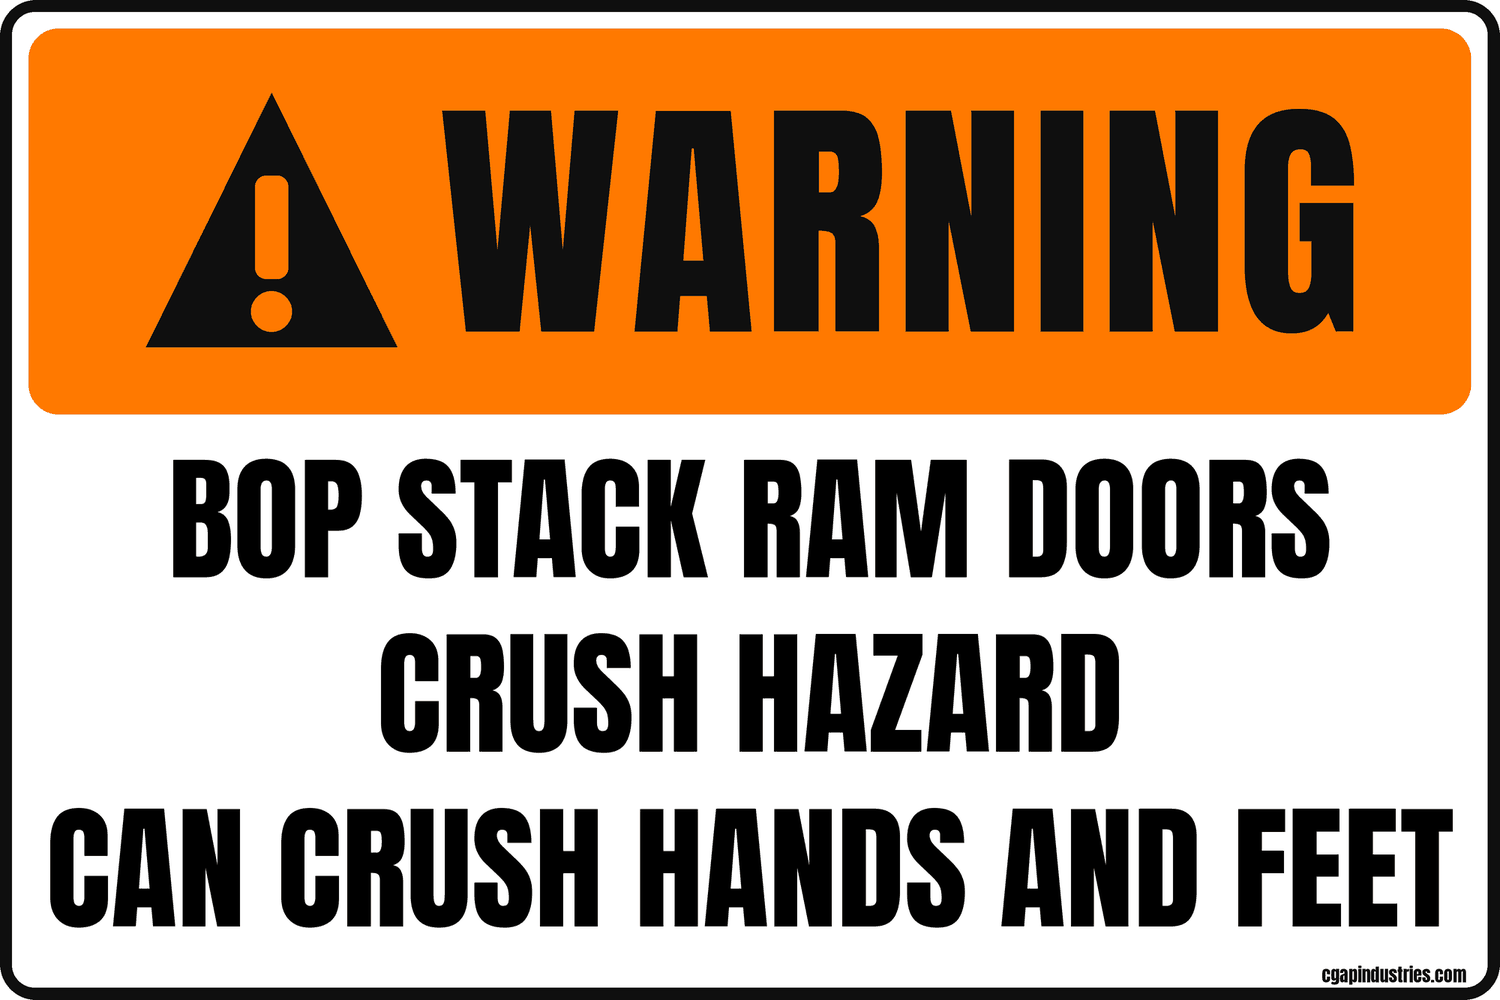 WARNING
BOP STACK RAM DOORS
CRUSH HAZARD
CAN CRUSH HANDS AND FEET
cgapindustries.com